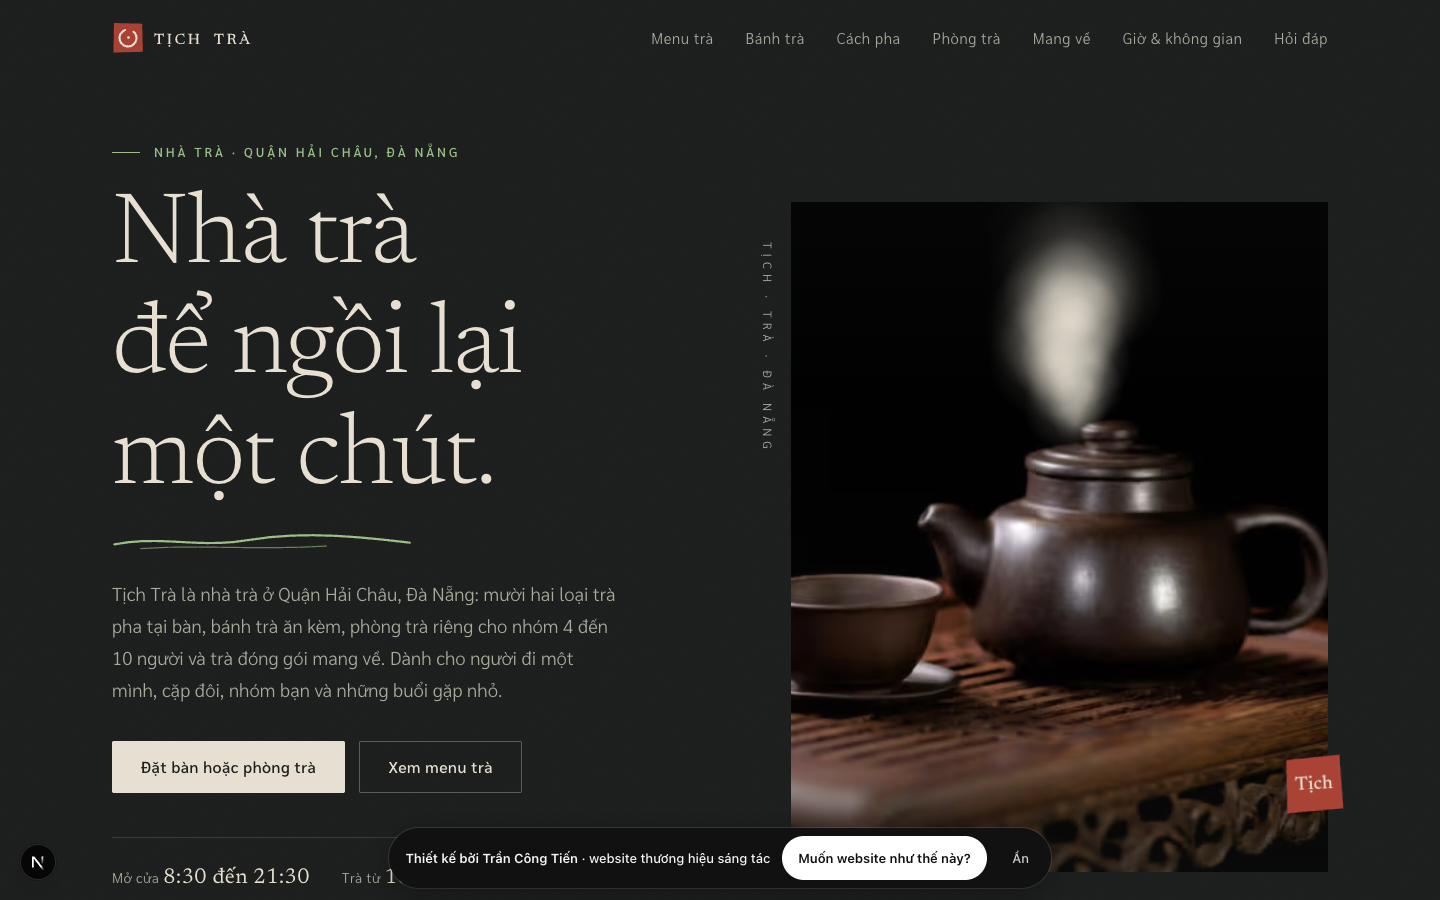 TỊCH TRÀ
Menu trà
Bánh trà
Cách pha
Phòng trà
Mang về
Giờ & không gian
Hỏi đáp
NHÀ TRÀ · QUẬN HẢI CHÂU, ĐÀ NẴNG
Nhà trà
để ngồi lại
một chút.
Tịch Trà là nhà trà ở Quận Hải Châu, Đà Nẵng: mười hai loại trà
pha tại bàn, bánh trà ăn kèm, phòng trà riêng cho nhóm 4 đến
10 người và trà đóng gói mang về. Dành cho người đi một
mình, cặp đôi, nhóm bạn và những buổi gặp nhỏ.
Đặt bàn hoặc phòng trà
Xem menu trà
TỊCH · TRÀ · ĐÀ NẴNG
Tịch
Mở cửa 8:30 đến 21:30
Trà từ
Thiết kế bởi Trần Công Tiến · website thương hiệu sáng tác
Muốn website như thế này?
Ẩn
N